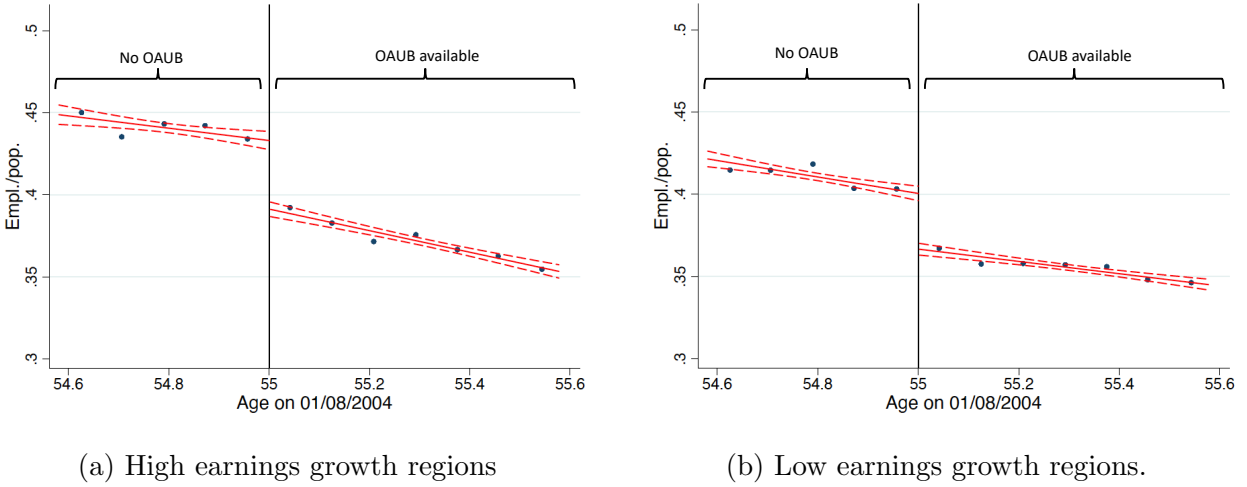 No OAUB
OAUB available
.5
.45
.4
.35
.3
Empl./pop.
54.6 54.8 55 55.2 55.4 55.6
Age on 01/08/2004
(a) High earnings growth regions
No OAUB
OAUB available
.5
.45
.4
.35
.3
Empl./pop.
54.6 54.8 55 55.2 55.4 55.6
Age on 01/08/2004
(b) Low earnings growth regions.